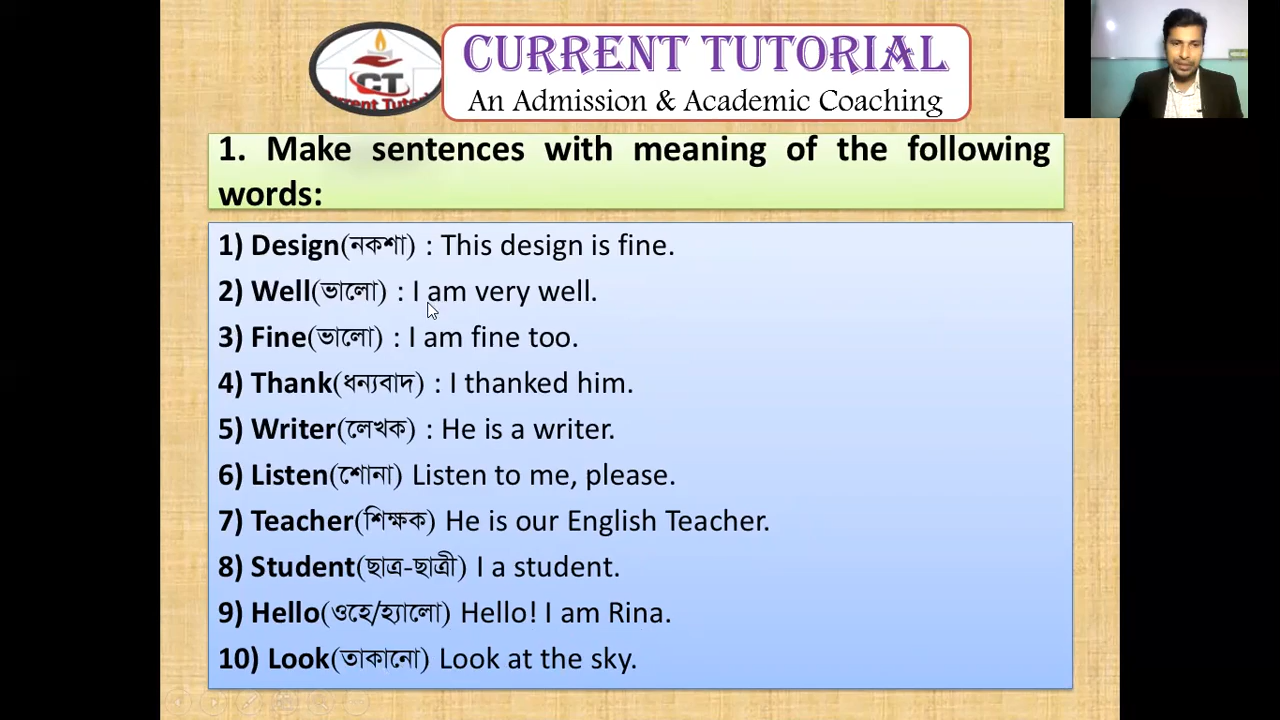 CT
Current Tutorial
CURRENT TUTORIAL
An Admission & Academic Coaching
1. Make sentences with meaning of the following
words:
1) Design(নকশা) : This design is fine.
2) Well(ভালো) : I am very well.
3) Fine(ভালো) : I am fine too.
4) Thank(ধন্যবাদ) : I thanked him.
5) Writer(লেখক) : He is a writer.
6) Listen(শোনা) Listen to me, please.
7) Teacher(শিক্ষক) He is our English Teacher.
8) Student(ছাত্র-ছাত্রী) I a student.
9) Hello(ওহে/হ্যালো) Hello! I am Rina.
10) Look(তাকানো) Look at the sky.